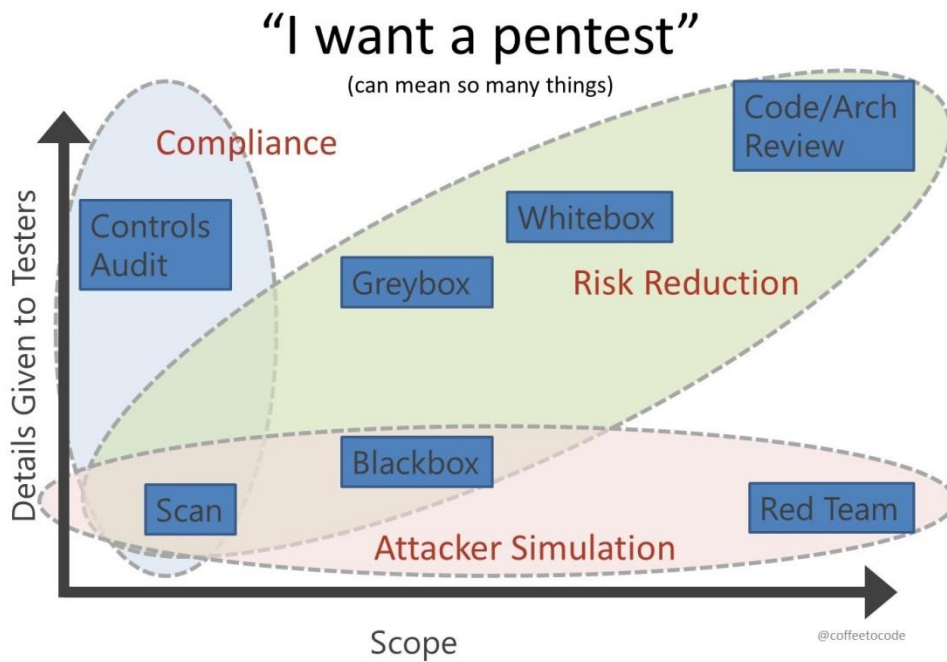 “I want a pentest”
(can mean so many things)
Code/Arch
Review
Compliance
Controls
Audit
Whitebox
Greybox
Risk Reduction
Details Given to Testers
Blackbox
Scan
Red Team
Attacker Simulation
Scope
@coffeetocode